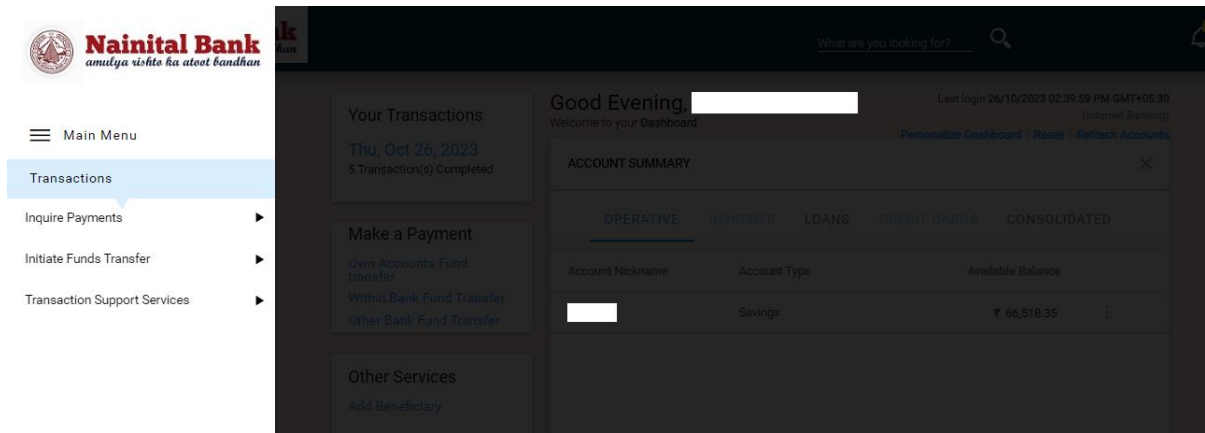 Nainital Bank
amulya rishto ka atoot bandhan
Main Menu
Transactions
Inquire Payments
Initiate Funds Transfer
Transaction Support Services
k
han
What are you looking for?
Your Transactions
Thu, Oct 26, 2023
5 Transaction(s) Completed
Make a Payment
Own Accounts Fund
transfer
Within Bank Fund Transfer
Other Bank Fund Transfer
Other Services
Add Beneficiary
Good Evening,
Welcome to your Dashboard
Last login 26/10/2023 02:39:59 PM GMT+05:30
(Internet Banking)
Personalize Dashboard | Reset | Refresh Accounts
ACCOUNT SUMMARY
OPERATIVE DEPOSITS LOANS CREDIT CARDS CONSOLIDATED
Account Nickname Account Type Available Balance
Savings ₹ 66,518.35